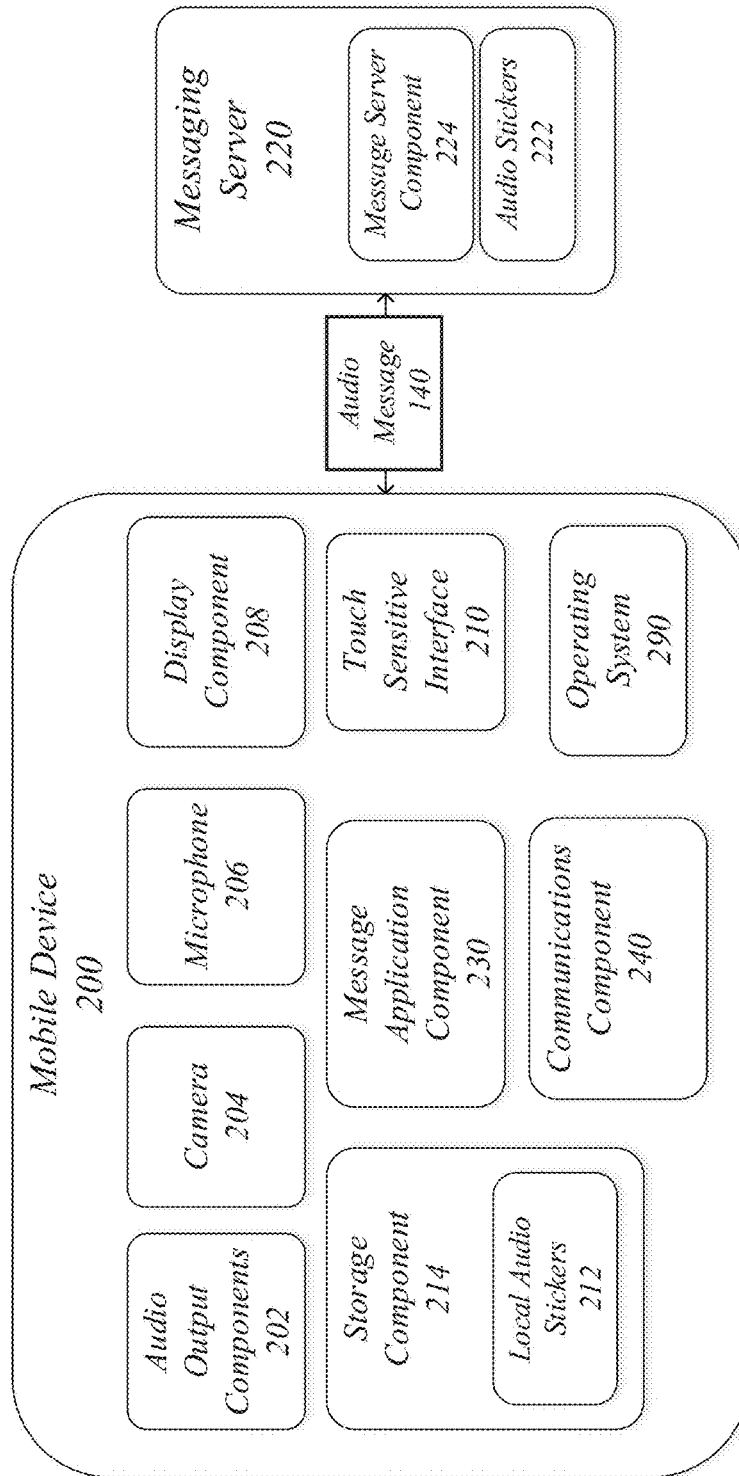 Mobile Device
200
Audio
Output
Components
202
Camera
204
Microphone
206
Display
Component
208
Storage
Component
214
Local Audio
Stickers
212
Message
Application
Component
230
Touch
Sensitive
Interface
210
Communications
Component
240
Operating
System
290
Audio
Message
140
Messaging
Server
220
Message Server
Component
224
Audio Stickers
222